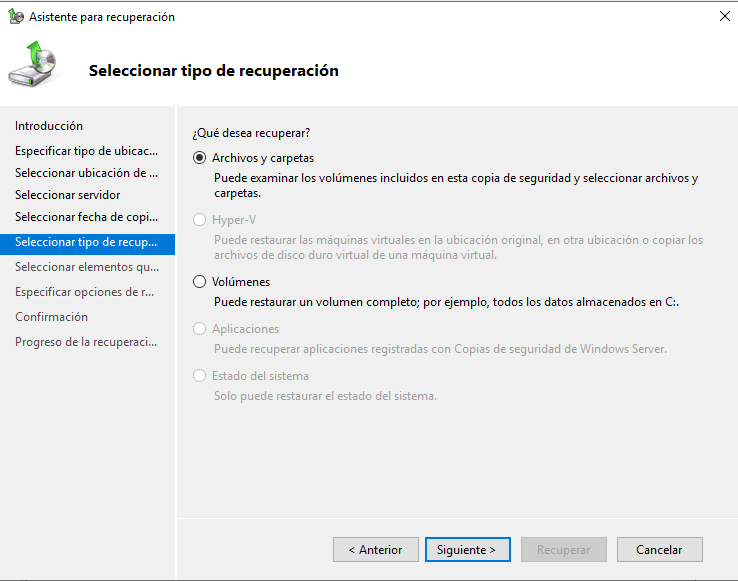 Asistente para recuperación
Seleccionar tipo de recuperación
Introducción
Especificar tipo de ubicac...
Seleccionar ubicación de ...
Seleccionar servidor
Seleccionar fecha de copi...
Seleccionar tipo de recup...
Seleccionar elementos qu...
Especificar opciones de r...
Confirmación
Progreso de la recuperaci...
¿Qué desea recuperar?
Archivos y carpetas
Puede examinar los volúmenes incluidos en esta copia de seguridad y seleccionar archivos y
carpetas.
Hyper-V
Puede restaurar las máquinas virtuales en la ubicación original, en otra ubicación o copiar los
archivos de disco duro virtual de una máquina virtual.
Volúmenes
Puede restaurar un volumen completo; por ejemplo, todos los datos almacenados en C:.
Aplicaciones
Puede recuperar aplicaciones registradas con Copias de seguridad de Windows Server.
Estado del sistema
Solo puede restaurar el estado del sistema.
< Anterior
Siguiente >
Recuperar
Cancelar